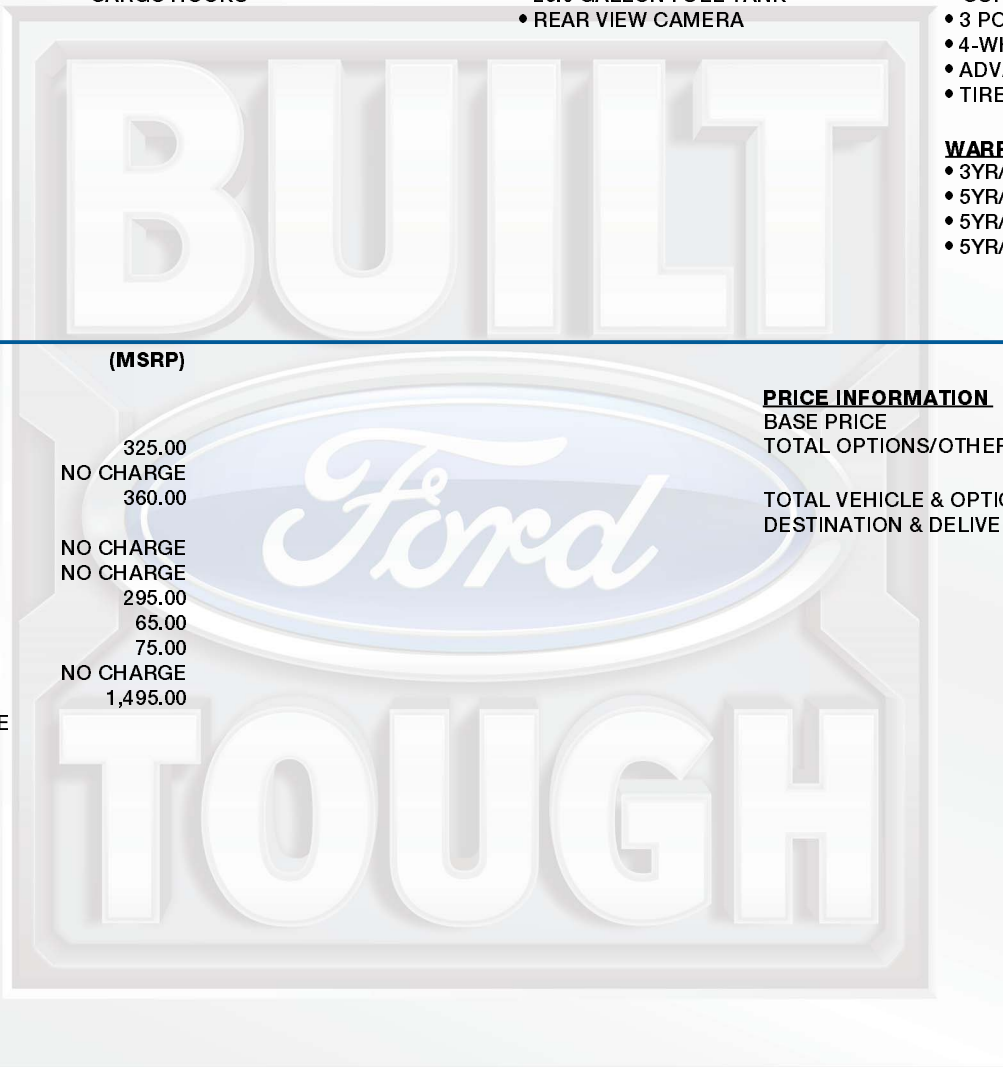 • REAR VIEW CAMERA
• 3 PO
• 4-WH
• ADVA
• TIRE
WARR
• 3YR/
• 5YR/
• 5YR/
• 5YR/
BUILT
Ford
TOUGH
(MSRP)
325.00
NO CHARGE
360.00
NO CHARGE
NO CHARGE
295.00
65.00
75.00
NO CHARGE
1,495.00
E
PRICE INFORMATION
BASE PRICE
TOTAL OPTIONS/OTHER
TOTAL VEHICLE & OPTIO
DESTINATION & DELIVE